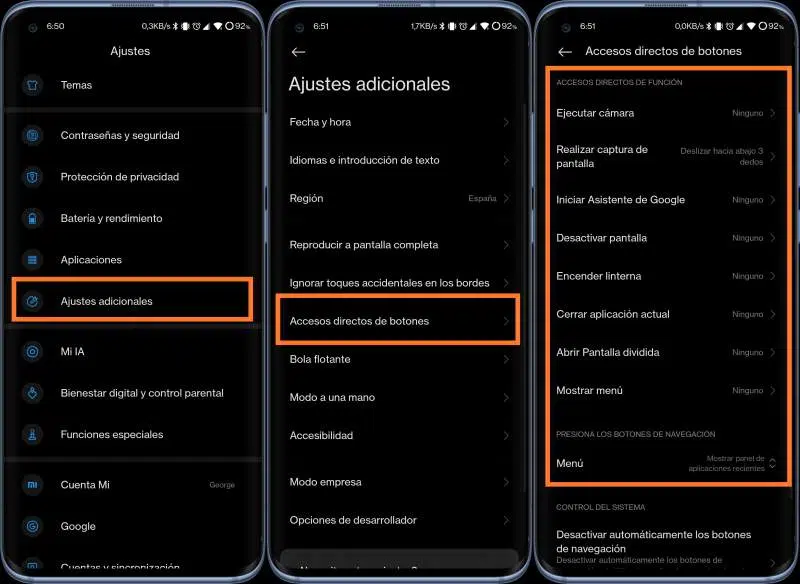 6:50
0,3KB/s
92%
Ajustes
Temas
Contraseñas y seguridad
Protección de privacidad
Batería y rendimiento
Aplicaciones
Ajustes adicionales
Mi IA
Bienestar digital y control parental
Funciones especiales
mi
Cuenta Mi
George
Google
Cuentas y sincronización
6:51
1,7KB/s
92%
Ajustes adicionales
Fecha y hora
Idiomas e introducción de texto
Región
España
Reproducir a pantalla completa
Ignorar toques accidentales en los bordes
Accesos directos de botones
Bola flotante
Modo a una mano
Accesibilidad
Modo empresa
Opciones de desarrollador
6:51
0,0KB/s
92%
Accesos directos de botones
ACCESOS DIRECTOS DE FUNCIÓN
Ejecutar cámara
Ninguno
Realizar captura de
pantalla
Deslizar hacia abajo 3
dedos
Iniciar Asistente de Google
Ninguno
Desactivar pantalla
Ninguno
Encender linterna
Ninguno
Cerrar aplicación actual
Ninguno
Abrir Pantalla dividida
Ninguno
Mostrar menú
Ninguno
PRESIONA LOS BOTONES DE NAVEGACIÓN
Menú
Mostrar panel de
aplicaciones recientes
CONTROL DEL SISTEMA
Desactivar automáticamente los botones
de navegación
Desactivar automáticamente los botones de